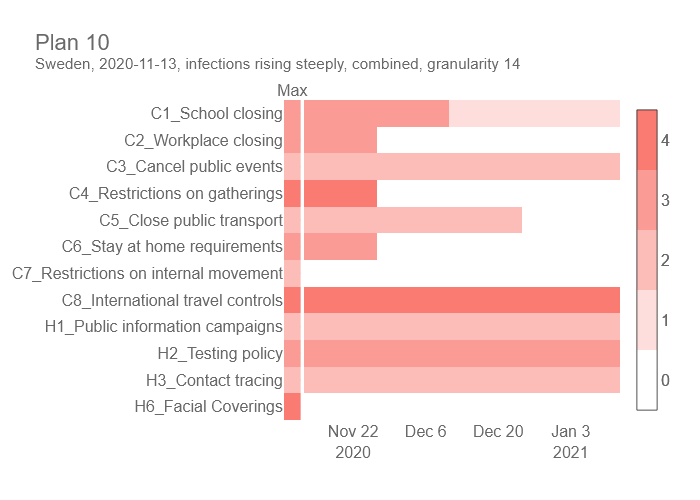 Plan 10
Sweden, 2020-11-13, infections rising steeply, combined, granularity 14
Max
C1_School closing
C2_Workplace closing
C3_Cancel public events
C4_Restrictions on gatherings
C5_Close public transport
C6_Stay at home requirements
C7_Restrictions on internal movement
C8_International travel controls
H1_Public information campaigns
H2_Testing policy
H3_Contact tracing
H6_Facial Coverings
4
3
2
1
0
Nov 22 Dec 6 Dec 20 Jan 3
2020 2021